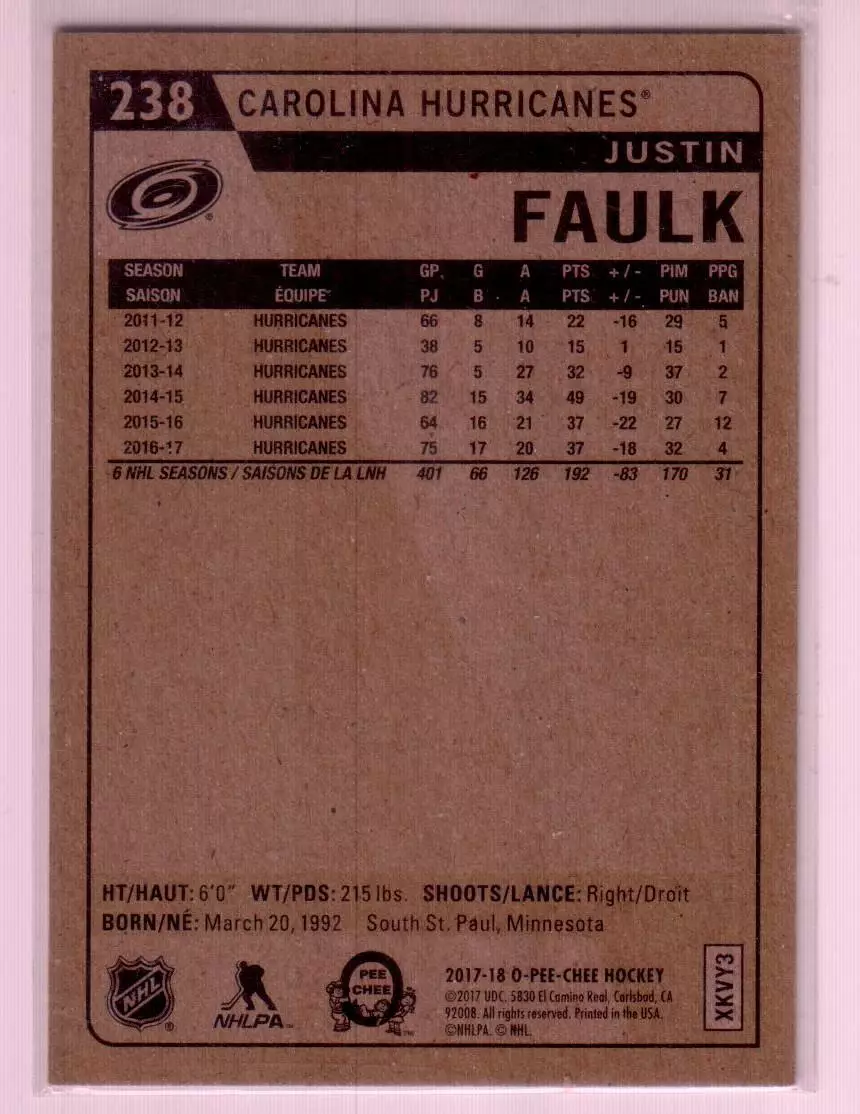 238 CAROLINA HURRICANES®
JUSTIN
FAULK
SEASON TEAM GP G A PTS +/- PIM PPG
SAISON ÉQUIPE PJ B A PTS +/- PUN BAN
2011-12 HURRICANES 66 8 14 22 -16 29 5
2012-13 HURRICANES 38 5 10 15 1 15 1
2013-14 HURRICANES 76 5 27 32 -9 37 2
2014-15 HURRICANES 82 15 34 49 -19 30 7
2015-16 HURRICANES 64 16 21 37 -22 27 12
2016-17 HURRICANES 75 17 20 37 -18 32 4
6 NHL SEASONS / SAISONS DE LA LNH 401 66 126 192 -83 170 31
HT/HAUT: 6'0" WT/PDS: 215 lbs. SHOOTS/LANCE: Right/Droit
BORN/NÉ: March 20, 1992 South St. Paul, Minnesota
NHL ®
NHLPA™
PEE
CHEE
™
2017-18 O-PEE-CHEE HOCKEY
©2017 UDC. 5830 El Camino Real, Carlsbad, CA
92008. All rights reserved. Printed in the USA.
©NHLPA. © NHL.
XKVY3